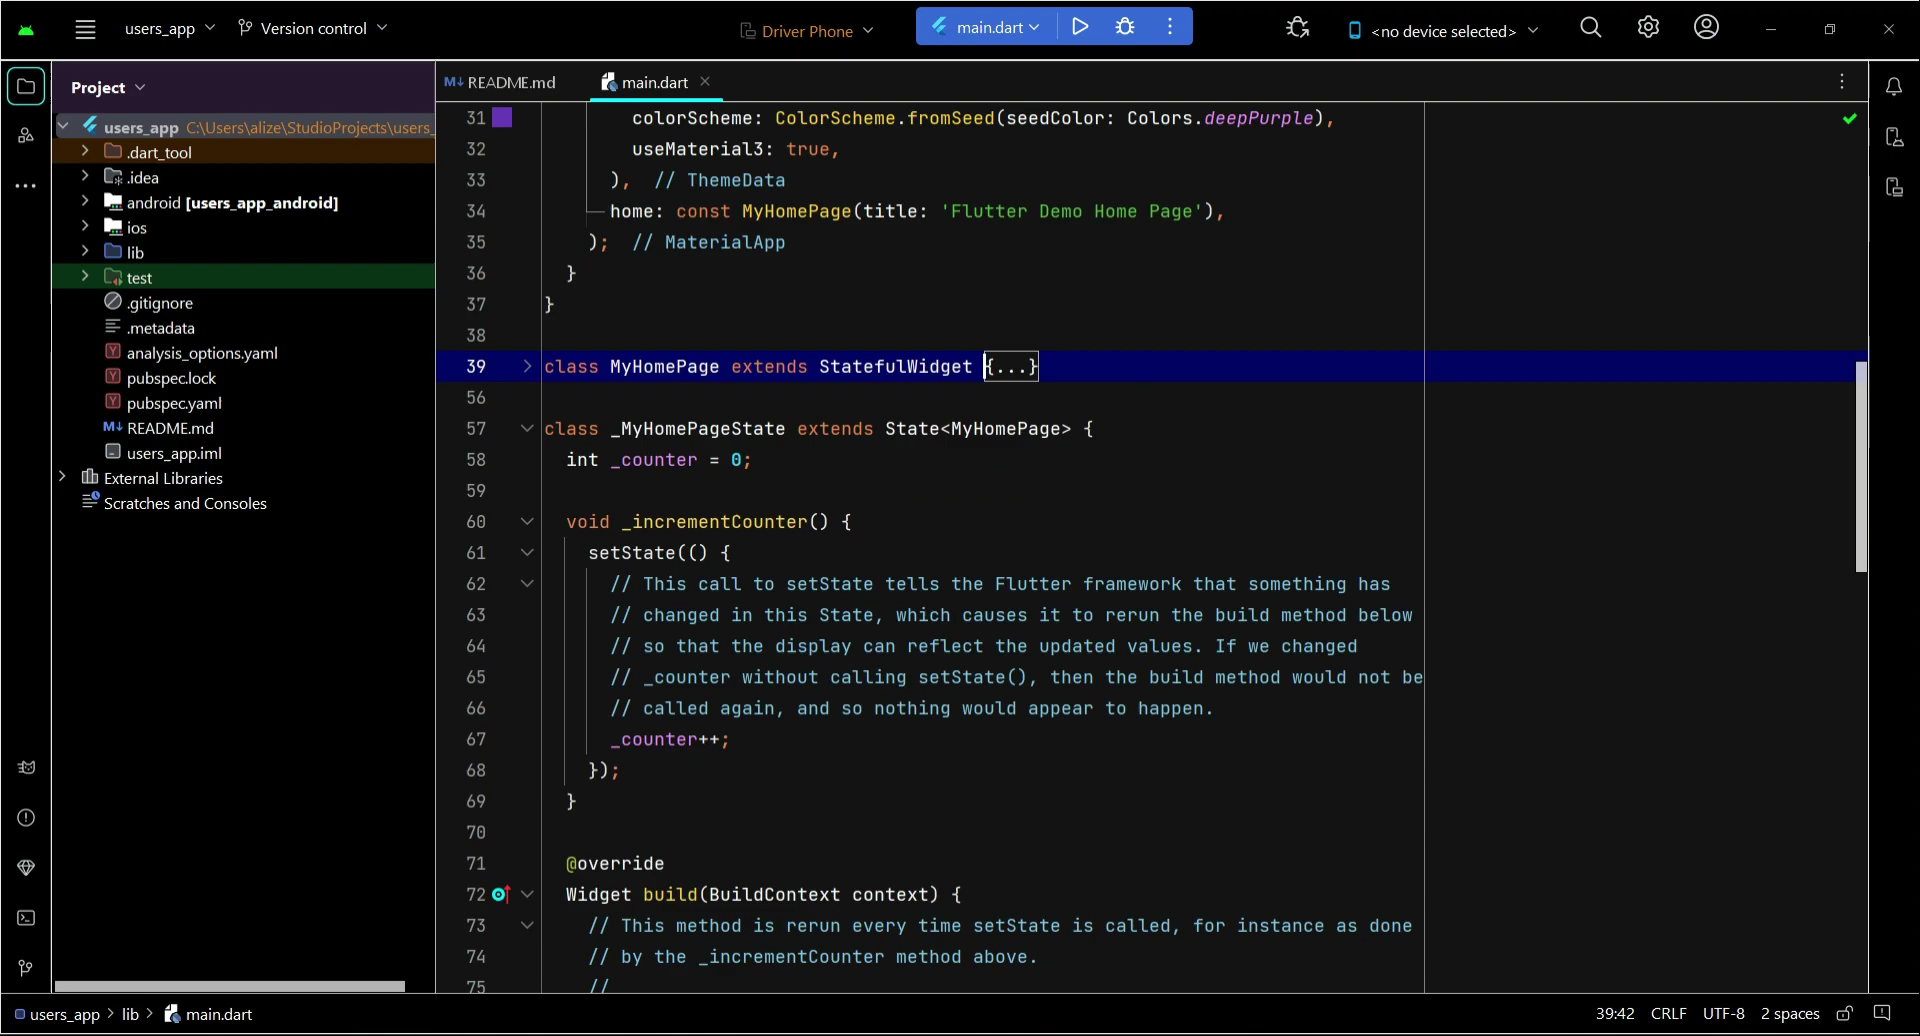 users_app
Version control
Driver Phone
main.dart
<no device selected>
Project
README.md
main.dart
users_app C:\Users\alize\StudioProjects\users_
.dart_tool
.idea
android [users_app_android]
ios
lib
test
.gitignore
.metadata
analysis_options.yaml
pubspec.lock
pubspec.yaml
README.md
users_app.iml
External Libraries
Scratches and Consoles
31 colorScheme: ColorScheme.fromSeed(seedColor: Colors.deepPurple),
32 useMaterial3: true,
33 ), // ThemeData
34 home: const MyHomePage(title: 'Flutter Demo Home Page'),
35 ); // MaterialApp
36 }
37 }
38
39 class MyHomePage extends StatefulWidget {...}
56
57 class _MyHomePageState extends State<MyHomePage> {
58 int _counter = 0;
59
60 void _incrementCounter() {
61 setState(() {
62 // This call to setState tells the Flutter framework that something has
63 // changed in this State, which causes it to rerun the build method below
64 // so that the display can reflect the updated values. If we changed
65 // _counter without calling setState(), then the build method would not be
66 // called again, and so nothing would appear to happen.
67 _counter++;
68 });
69 }
70
71 @override
72 Widget build(BuildContext context) {
73 // This method is rerun every time setState is called, for instance as done
74 // by the _incrementCounter method above.
75 //
users_app > lib > main.dart
39:42 CRLF UTF-8 2 spaces